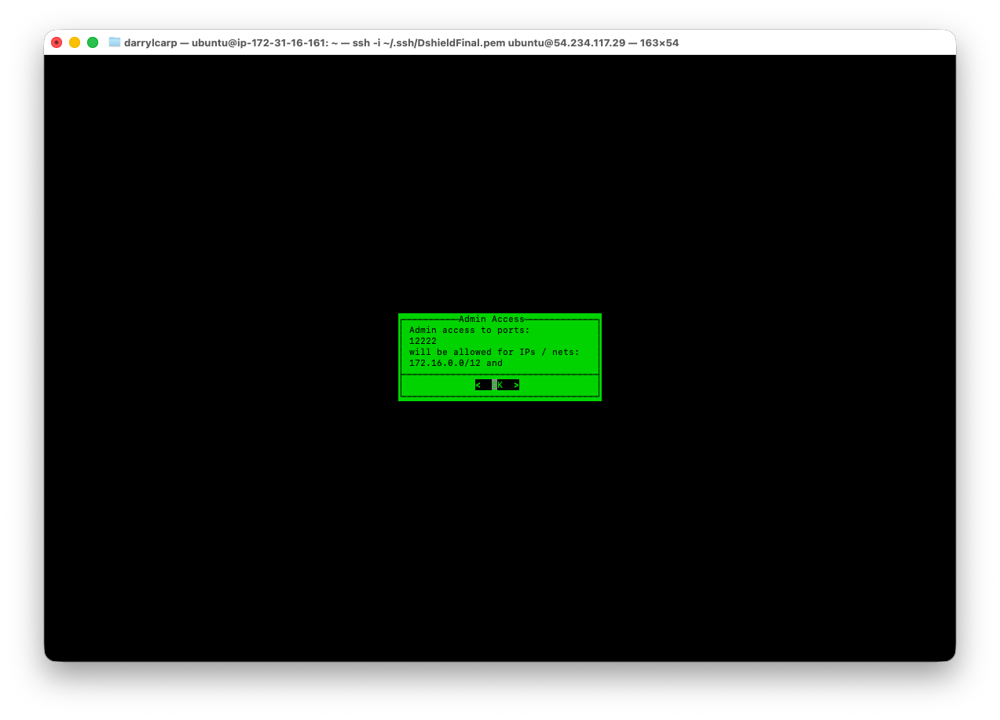 darrylcarp — ubuntu@ip-172-31-16-161: ~ — ssh -i ~/.ssh/DshieldFinal.pem ubuntu@54.234.117.29 — 163×54
Admin Access
Admin access to ports:
12222
will be allowed for IPs / nets:
172.16.0.0/12 and
<  OK  >